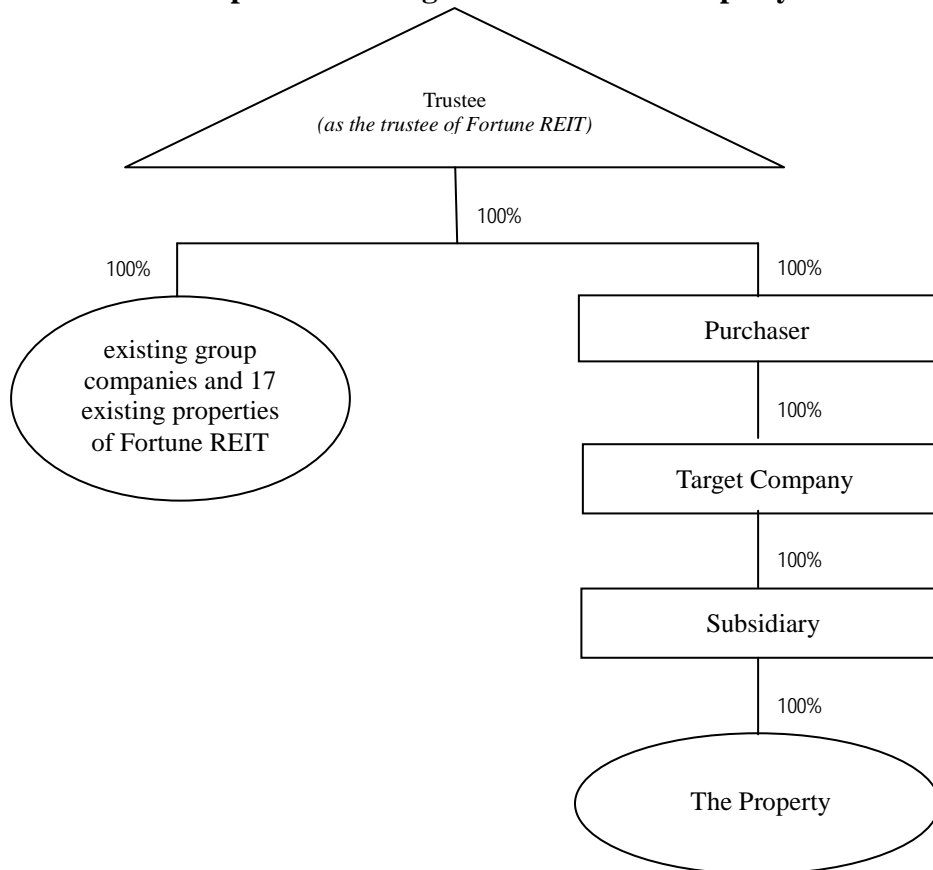 Trustee
(as the trustee of Fortune REIT)
100%
100%
100%
existing group
companies and 17
existing properties
of Fortune REIT
Purchaser
100%
Target Company
100%
Subsidiary
100%
The Property